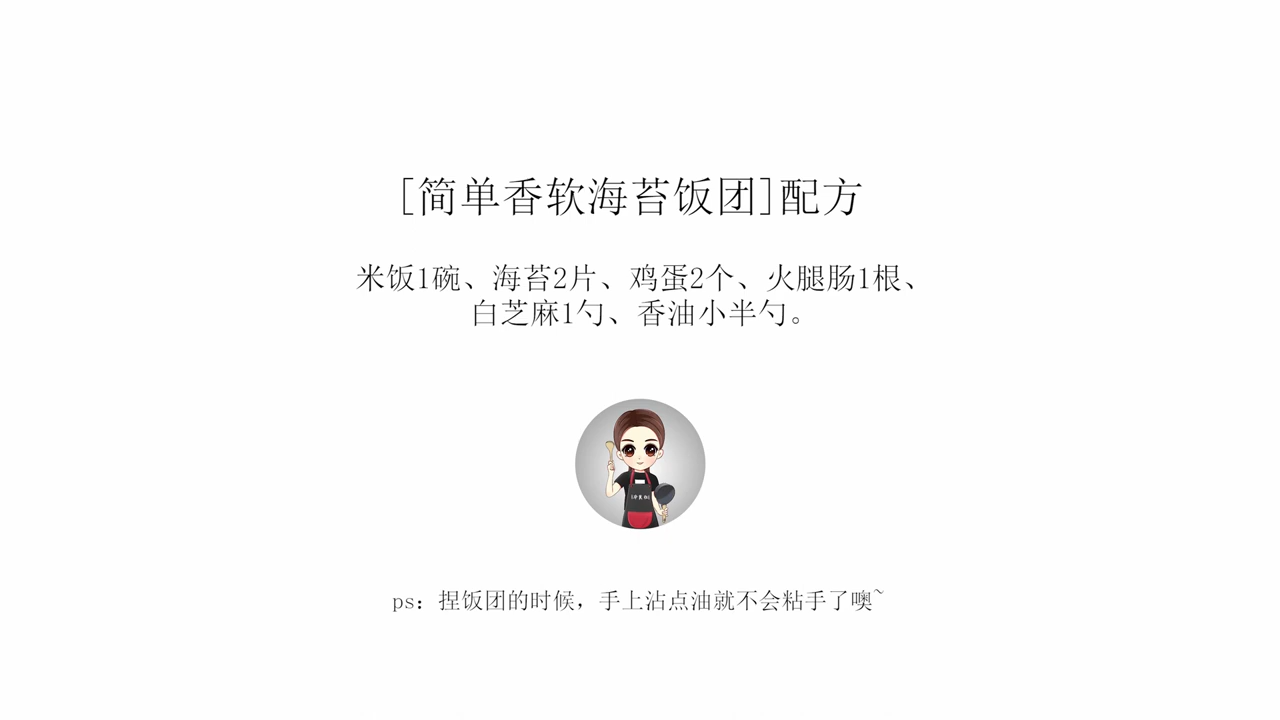 [简单香软海苔饭团]配方
米饭1碗、海苔2片、鸡蛋2个、火腿肠1根、
白芝麻1勺、香油小半勺。
ps：捏饭团的时候，手上沾点油就不会粘手了噢~